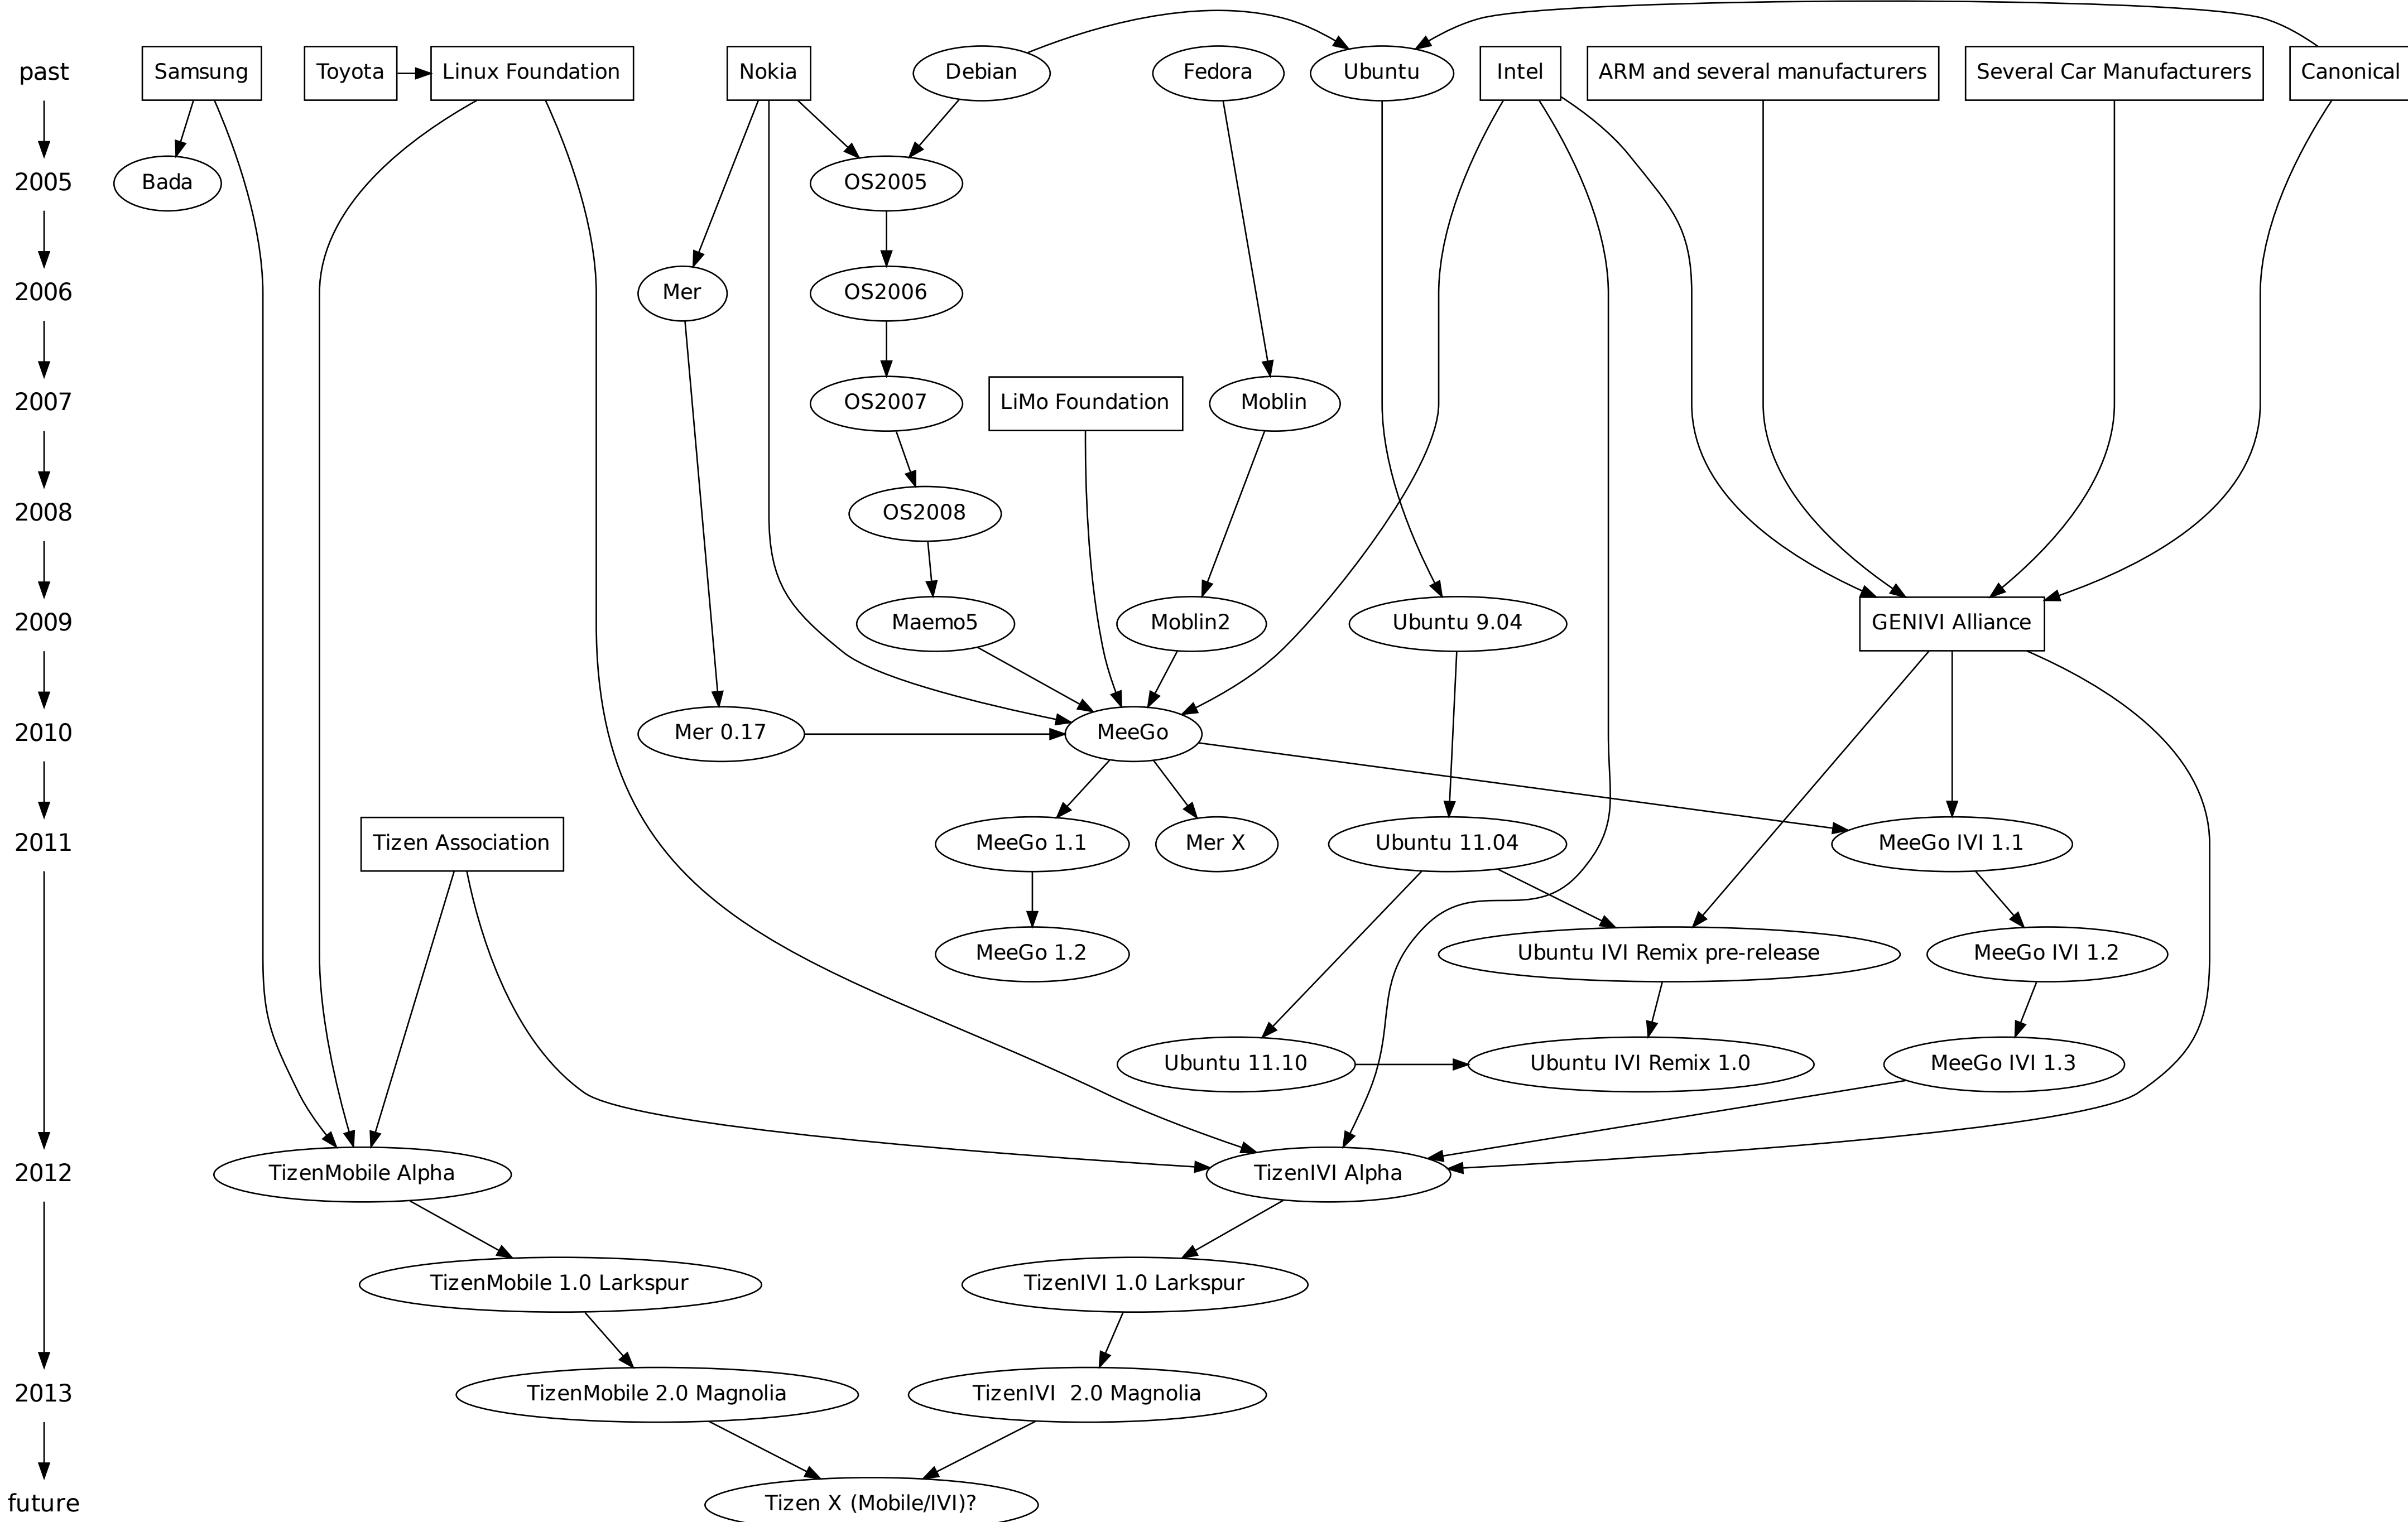 past
Samsung
Toyota
Linux Foundation
Nokia
Debian
Fedora
Ubuntu
Intel
ARM and several manufacturers
Several Car Manufacturers
Canonical
2005
Bada
OS2005
2006
Mer
OS2006
2007
OS2007
LiMo Foundation
Moblin
2008
OS2008
2009
Maemo5
Moblin2
Ubuntu 9.04
GENIVI Alliance
2010
Mer 0.17
MeeGo
2011
Tizen Association
MeeGo 1.1
Mer X
Ubuntu 11.04
MeeGo IVI 1.1
MeeGo 1.2
Ubuntu IVI Remix pre-release
MeeGo IVI 1.2
Ubuntu 11.10
Ubuntu IVI Remix 1.0
MeeGo IVI 1.3
2012
TizenMobile Alpha
TizenIVI Alpha
TizenMobile 1.0 Larkspur
TizenIVI 1.0 Larkspur
2013
TizenMobile 2.0 Magnolia
TizenIVI  2.0 Magnolia
future
Tizen X (Mobile/IVI)?